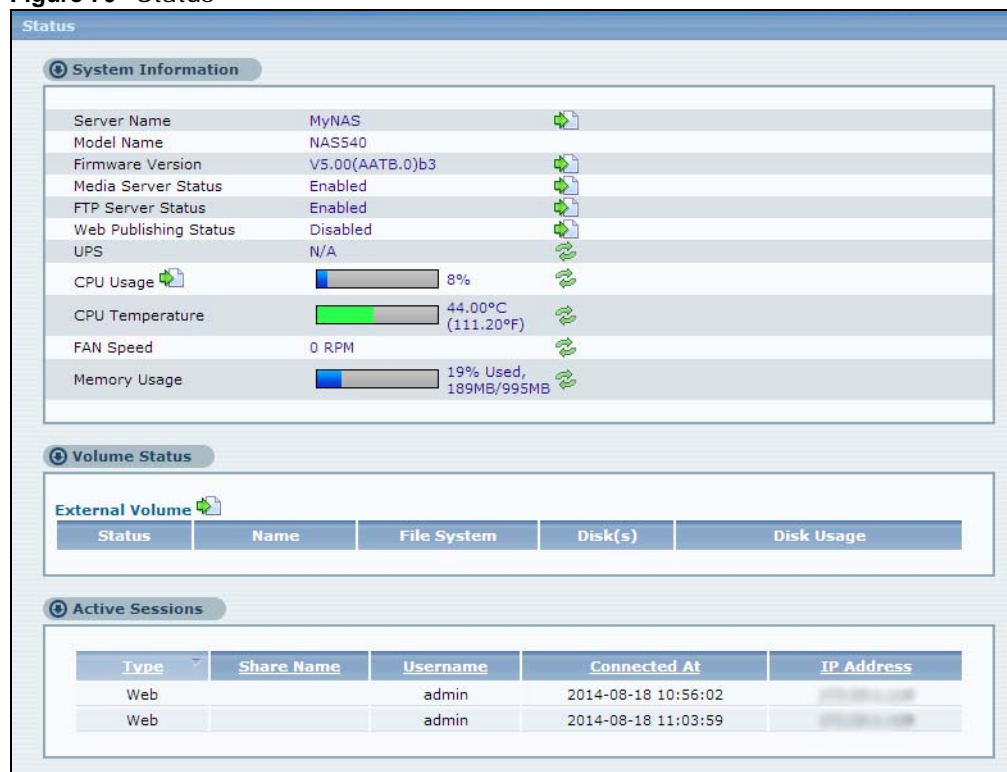 Status
System Information
Server Name MyNAS
Model Name NAS540
Firmware Version V5.00(AATB.0)b3
Media Server Status Enabled
FTP Server Status Enabled
Web Publishing Status Disabled
UPS N/A
CPU Usage 8%
CPU Temperature 44.00°C
(111.20°F)
FAN Speed 0 RPM
Memory Usage 19% Used,
189MB/995MB
Volume Status
External Volume
Status Name File System Disk(s) Disk Usage
Active Sessions
Type Share Name Username Connected At IP Address
Web admin 2014-08-18 10:56:02
Web admin 2014-08-18 11:03:59